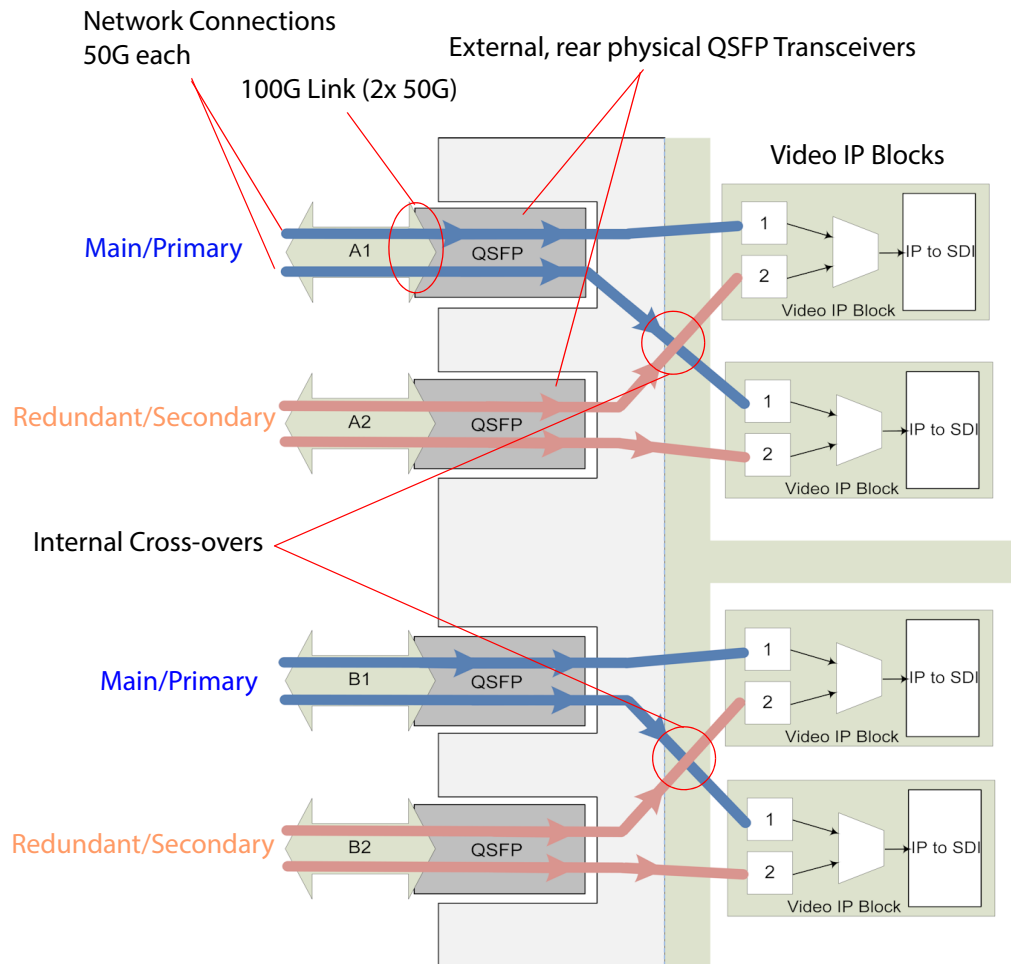 Network Connections
50G each
External, rear physical QSFP Transceivers
100G Link (2x 50G)
Video IP Blocks
Main/Primary
A1
QSFP
1
2
IP to SDI
Video IP Block
Redundant/Secondary
A2
QSFP
1
2
IP to SDI
Video IP Block
Internal Cross-overs
Main/Primary
B1
QSFP
1
2
IP to SDI
Video IP Block
Redundant/Secondary
B2
QSFP
1
2
IP to SDI
Video IP Block